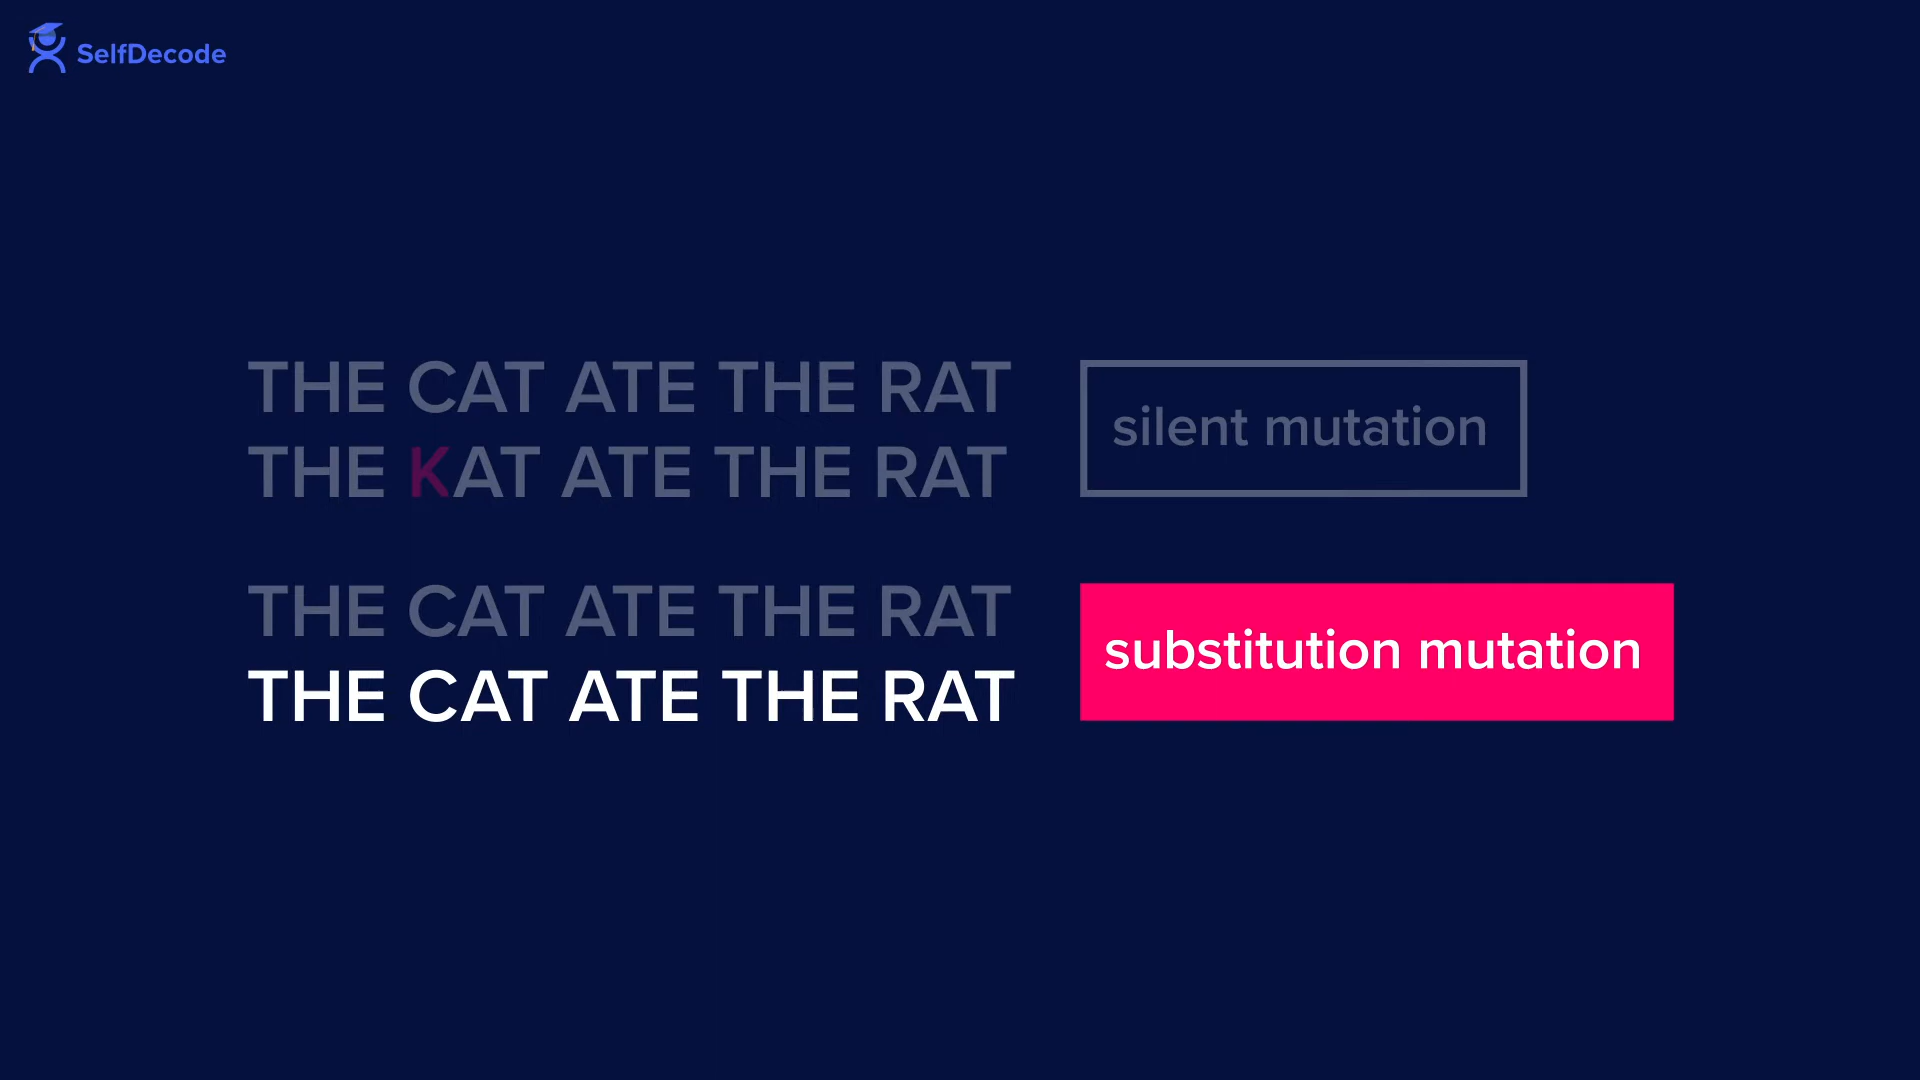 SelfDecode
THE CAT ATE THE RAT
THE KAT ATE THE RAT
silent mutation
THE CAT ATE THE RAT
THE CAT ATE THE RAT
substitution mutation